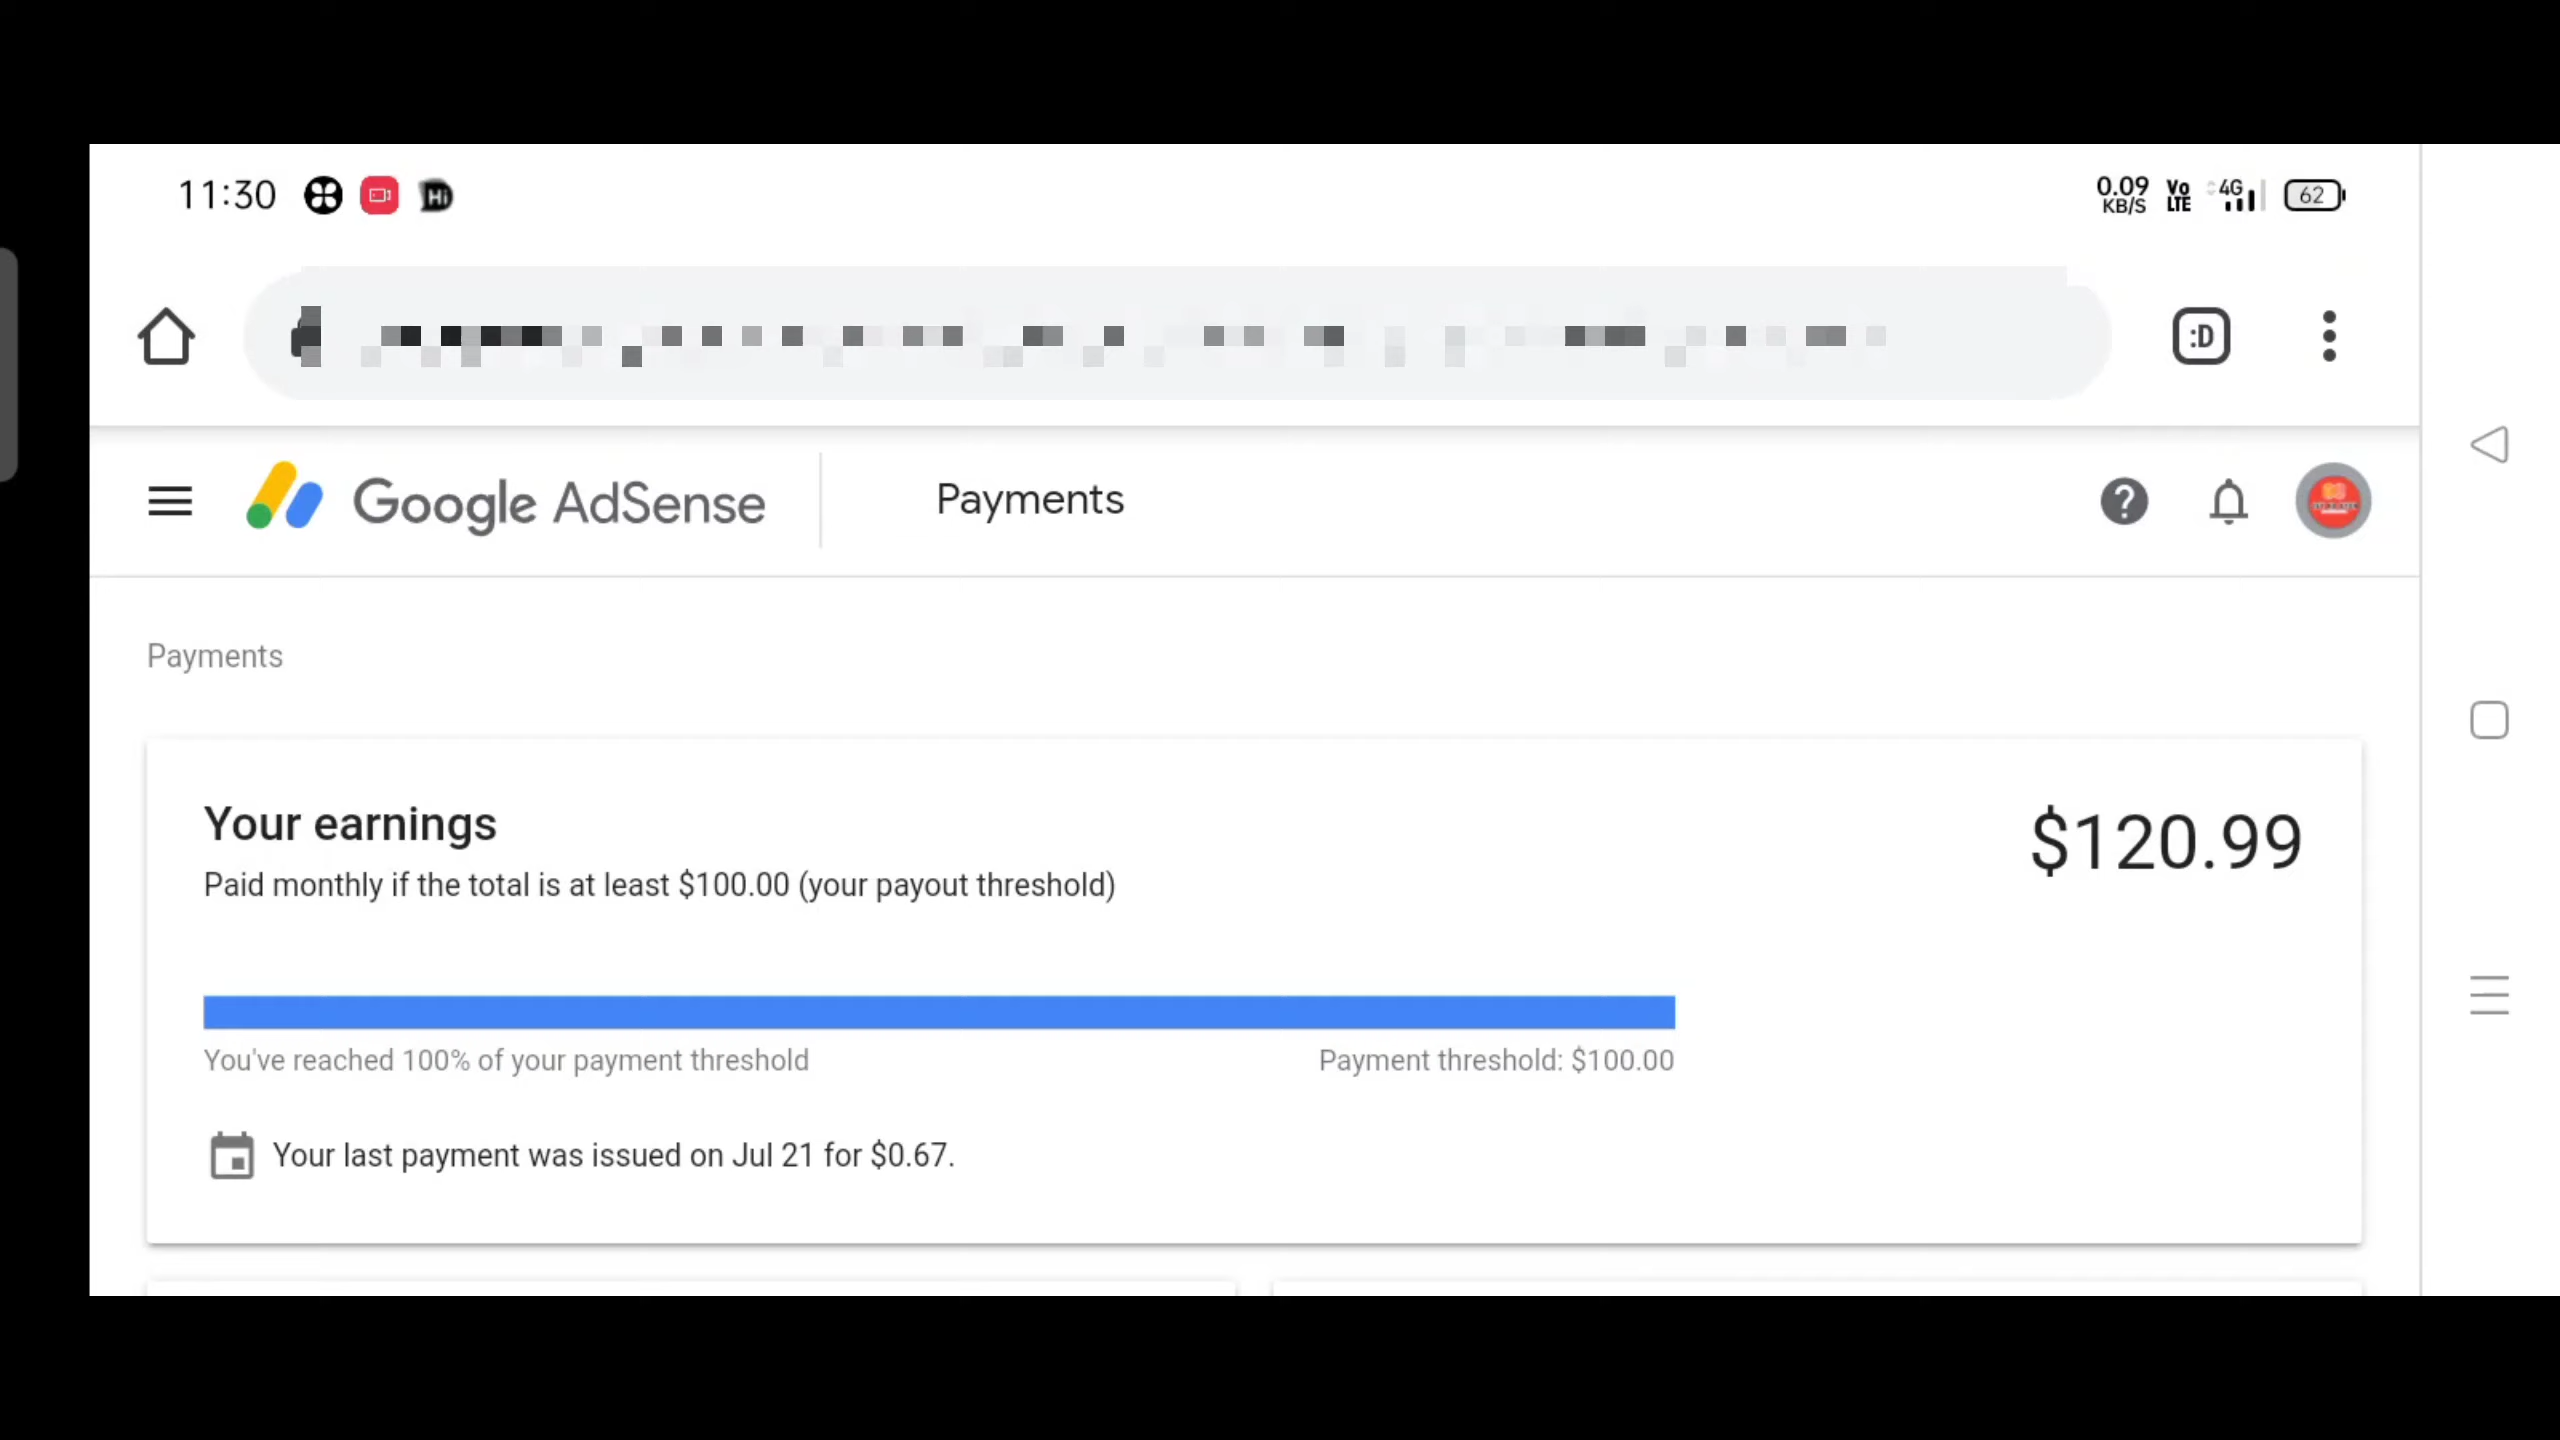 11:30
Hi
0.09
KB/S
Vo
LTE
4G
62
:D
Google AdSense
Payments
Payments
Your earnings
$120.99
Paid monthly if the total is at least $100.00 (your payout threshold)
You've reached 100% of your payment threshold
Payment threshold: $100.00
Your last payment was issued on Jul 21 for $0.67.